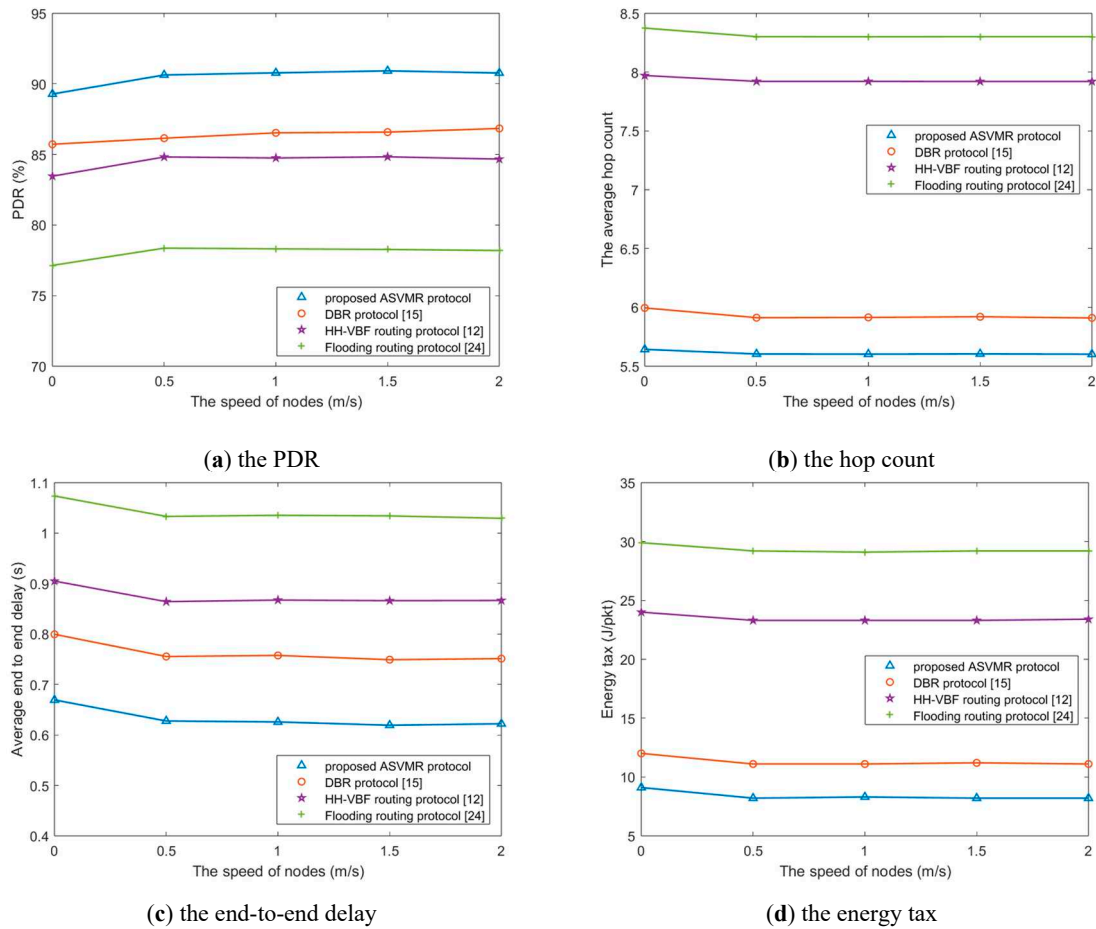 95
90
85
80
75
70
PDR (%)
proposed ASVMR protocol
DBR protocol [15]
HH-VBF routing protocol [12]
Flooding routing protocol [24]
0 0.5 1 1.5 2
The speed of nodes (m/s)
(a) the PDR
8.5
8
7.5
7
6.5
6
5.5
The average hop count
proposed ASVMR protocol
DBR protocol [15]
HH-VBF routing protocol [12]
Flooding routing protocol [24]
0 0.5 1 1.5 2
The speed of nodes (m/s)
(b) the hop count
1.1
1
0.9
0.8
0.7
0.6
0.5
0.4
Average end to end delay (s)
proposed ASVMR protocol
DBR protocol [15]
HH-VBF routing protocol [12]
Flooding routing protocol [24]
0 0.5 1 1.5 2
The speed of nodes (m/s)
(c) the end-to-end delay
35
30
25
20
15
10
5
Energy tax (J/pkt)
proposed ASVMR protocol
DBR protocol [15]
HH-VBF routing protocol [12]
Flooding routing protocol [24]
0 0.5 1 1.5 2
The speed of nodes (m/s)
(d) the energy tax